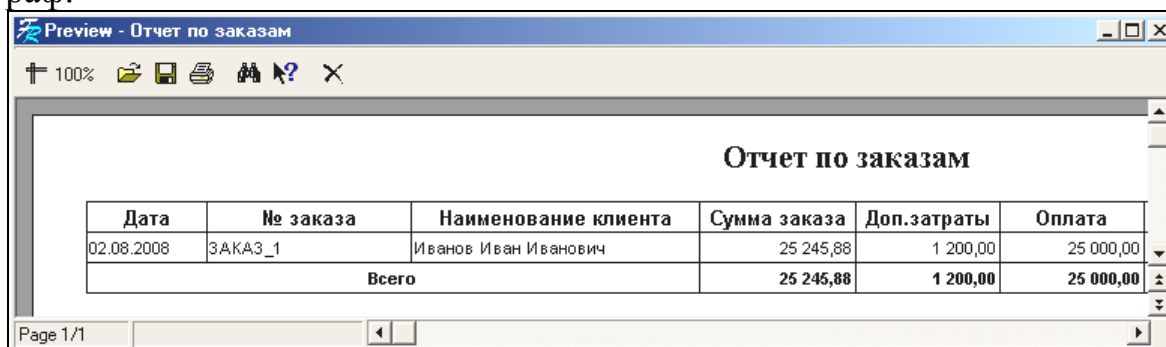 раф.
Preview - Отчет по заказам
100%
Отчет по заказам
Дата № заказа Наименование клиента Сумма заказа Доп.затраты Оплата
02.08.2008 ЗАКАЗ_1 Иванов Иван Иванович 25 245,88 1 200,00 25 000,00
Всего 25 245,88 1 200,00 25 000,00
Page 1/1